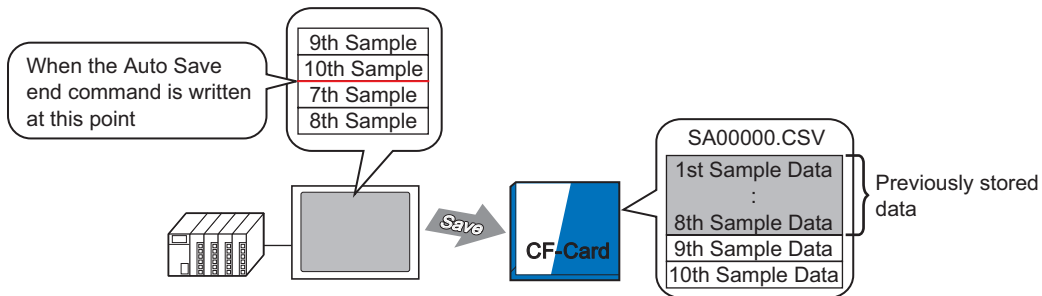 When the Auto Save
end command is written
at this point
9th Sample
10th Sample
7th Sample
8th Sample
Save
CF-Card
SA00000.CSV
1st Sample Data
:
8th Sample Data
9th Sample Data
10th Sample Data
Previously stored
data